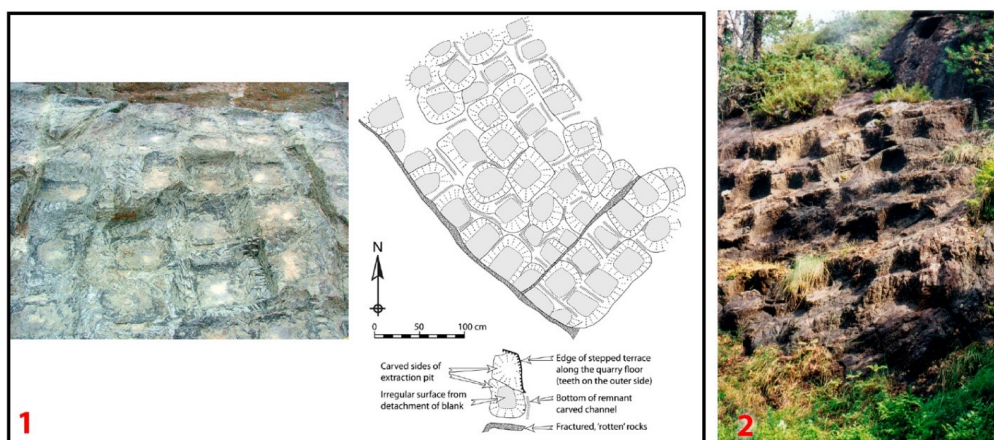 N
0 50 100 cm
Carved sides of
extraction pit
Irregular surface from
detachment of blank
Edge of stepped terrace
along the quarry floor
(teeth on the outer side)
Bottom of remnant
carved channel
Fractured, 'rotten' rocks
1
2